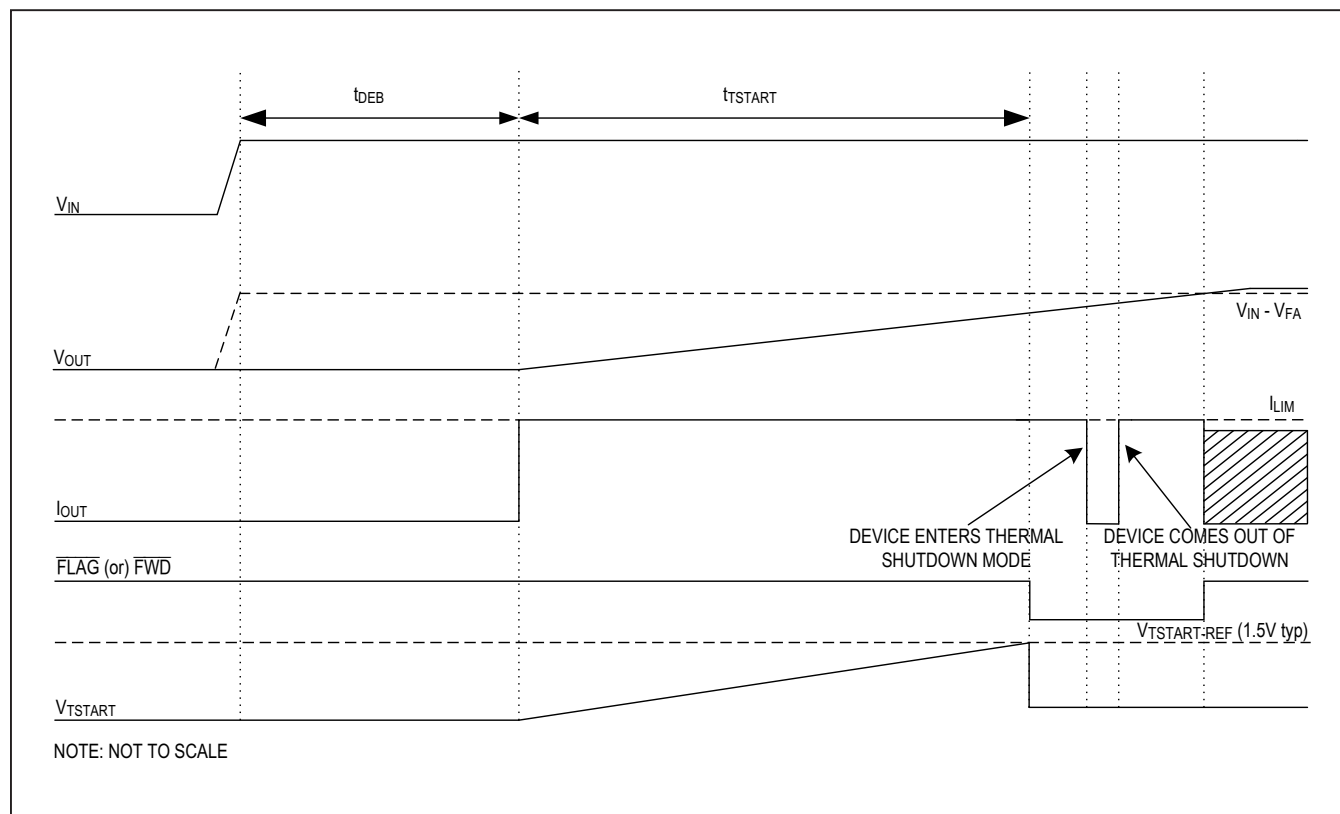 tDEB
tTSTART
VIN
VIN - VFA
VOUT
ILIM
IOUT
DEVICE ENTERS THERMAL
SHUTDOWN MODE
DEVICE COMES OUT OF
THERMAL SHUTDOWN
FLAG (or) FWD
VTSTART-REF (1.5V typ)
VTSTART
NOTE: NOT TO SCALE